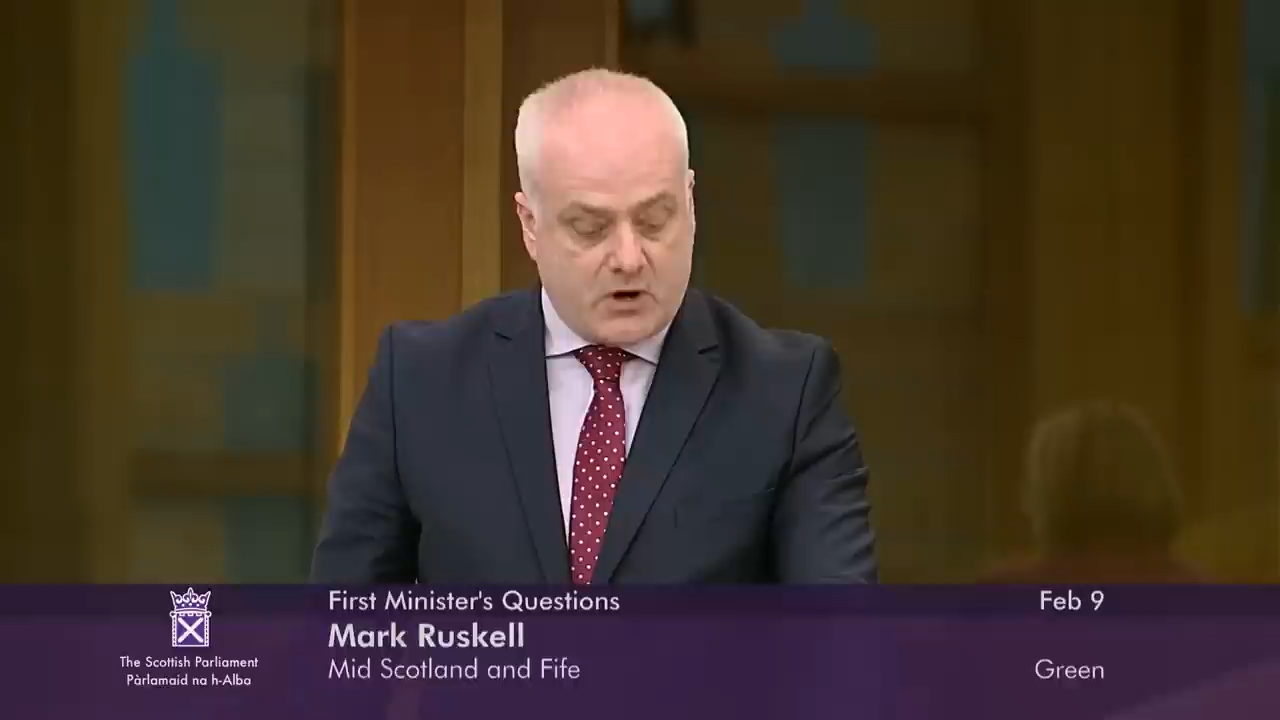 First Minister's Questions
Feb 9
Mark Ruskell
Mid Scotland and Fife
Green
The Scottish Parliament
Pàrlamaid na h-Alba